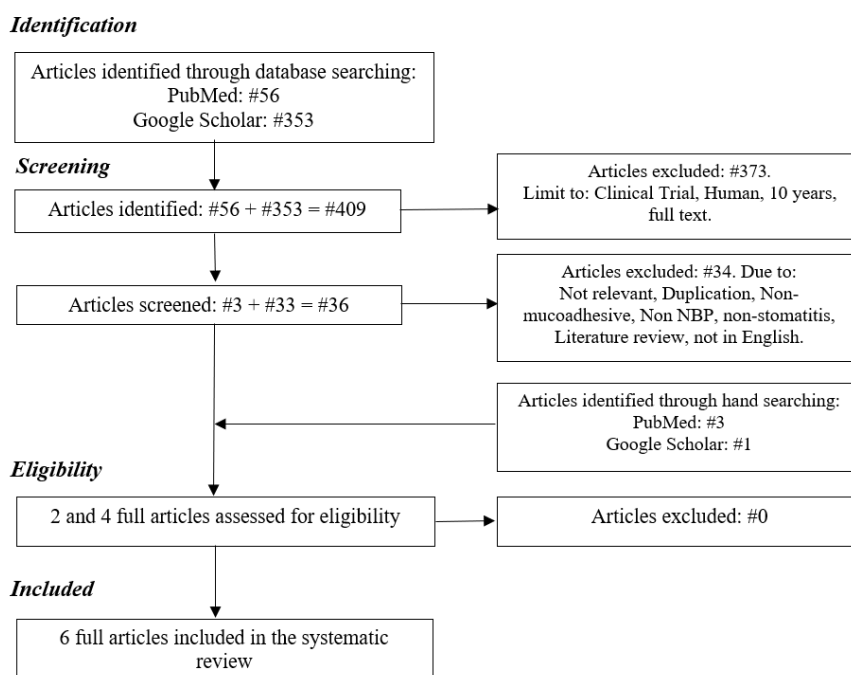 Identification
Articles identified through database searching:
PubMed: #56
Google Scholar: #353
Screening
Articles identified: #56 + #353 = #409
Articles excluded: #373.
Limit to: Clinical Trial, Human, 10 years,
full text.
Articles screened: #3 + #33 = #36
Articles excluded: #34. Due to:
Not relevant, Duplication, Non-
mucoadhesive, Non NBP, non-stomatitis,
Literature review, not in English.
Articles identified through hand searching:
PubMed: #3
Google Scholar: #1
Eligibility
2 and 4 full articles assessed for eligibility
Articles excluded: #0
Included
6 full articles included in the systematic
review